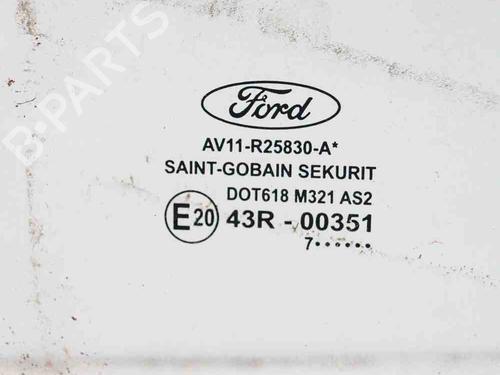 B-PARTS
Ford
AV11-R25830-A*
SAINT-GOBAIN SEKURIT
DOT618 M321 AS2
E20 43R - 00351
7••••••